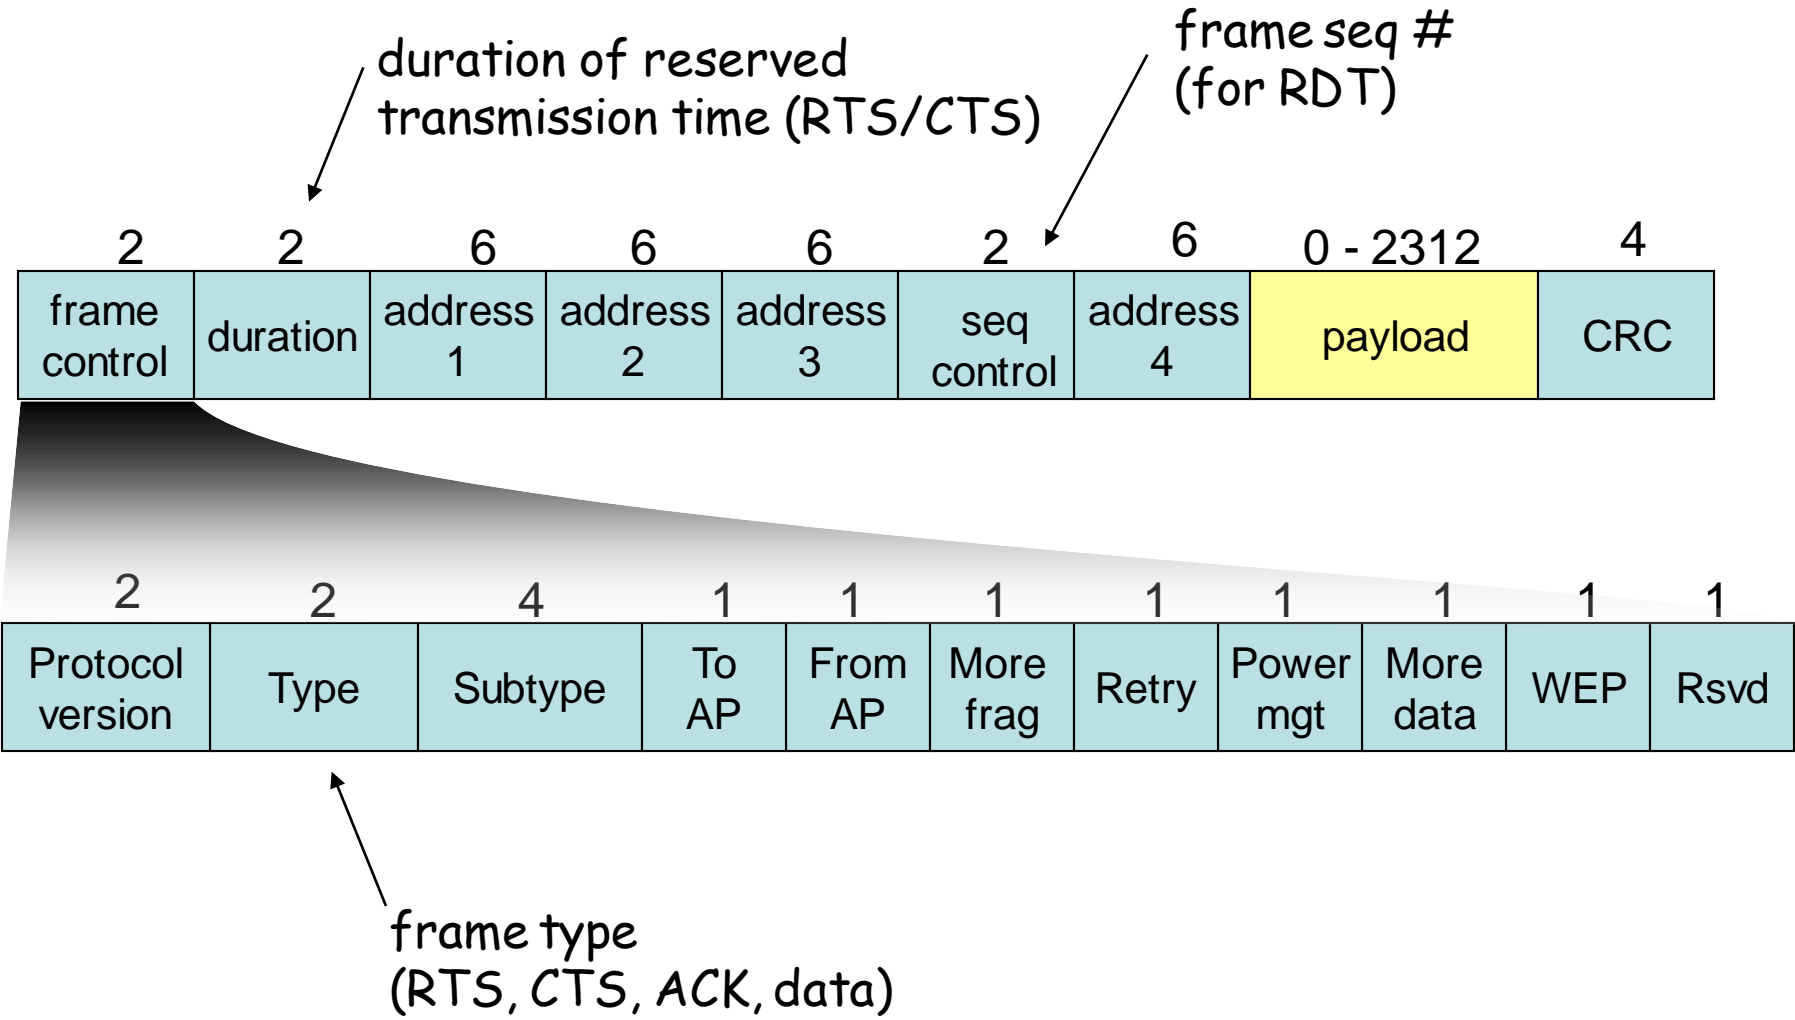 frame seq #
(for RDT)
duration of reserved
transmission time (RTS/CTS)
2 2 6 6 6 2 6 0 - 2312 4
frame control duration address 1 address 2 address 3 seq control address 4 payload CRC
2 2 4 1 1 1 1 1 1 1 1
Protocol version Type Subtype To AP From AP More frag Retry Power mgt More data WEP Rsvd
frame type
(RTS, CTS, ACK, data)